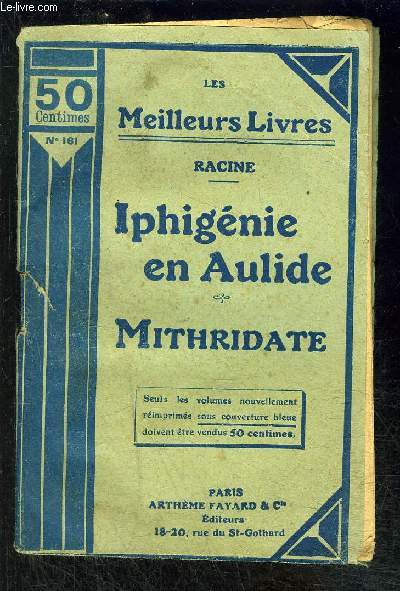 Le-livre.com
50
Centimes
N° 161
LES
Meilleurs Livres
RACINE
Iphigénie
en Aulide
MITHRIDATE
Seuls les volumes nouvellement
réimprimés sous couverture bleue
doivent être vendus 50 centimes.
PARIS
ARTHÈME FAYARD & Cie
Éditeurs
18-20, rue du St-Gothard